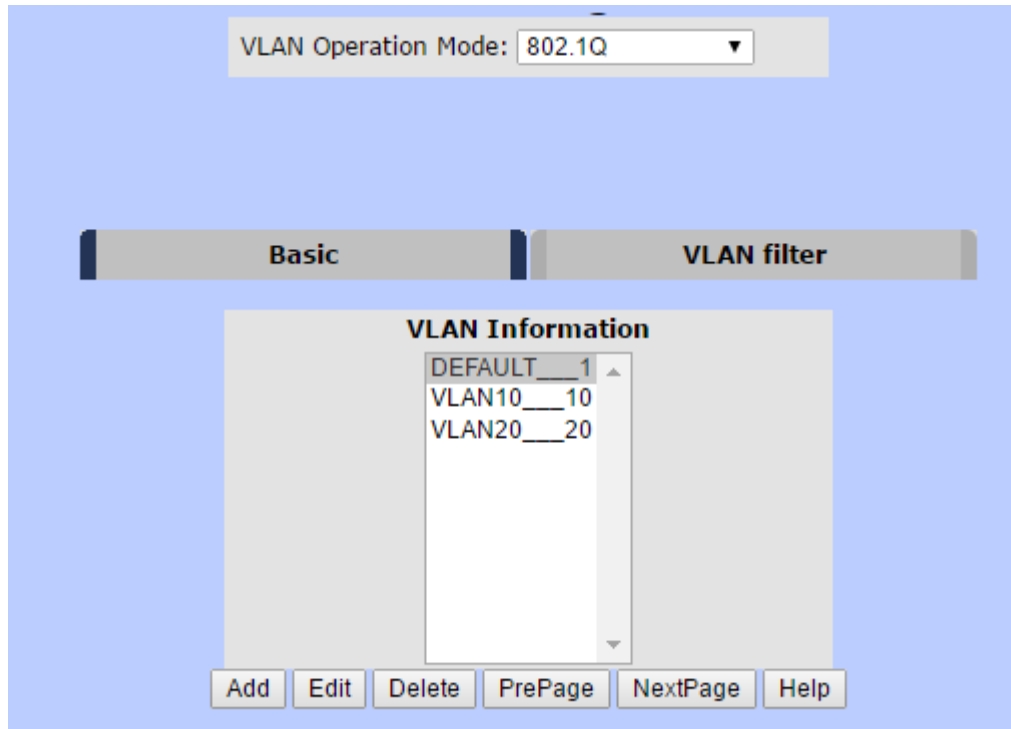 VLAN Operation Mode: 802.1Q
Basic VLAN filter
VLAN Information
DEFAULT___1
VLAN10___10
VLAN20___20
Add Edit Delete PrePage NextPage Help